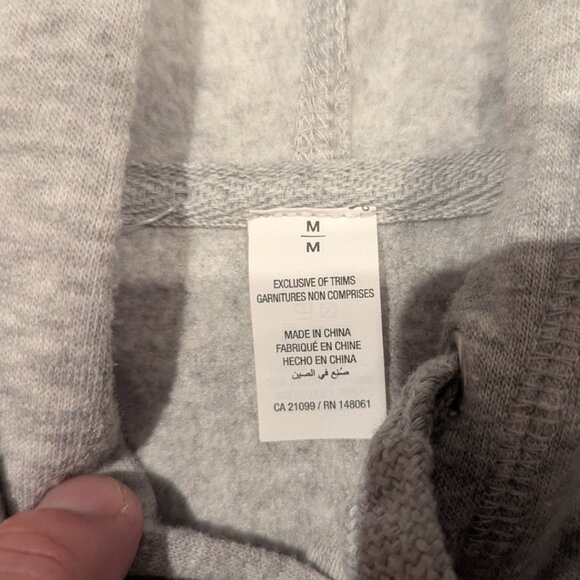 M
M
EXCLUSIVE OF TRIMS
GARNITURES NON COMPRISES
MADE IN CHINA
FABRIQUÉ EN CHINE
HECHO EN CHINA
صُنِع في الصين
CA 21099 / RN 148061